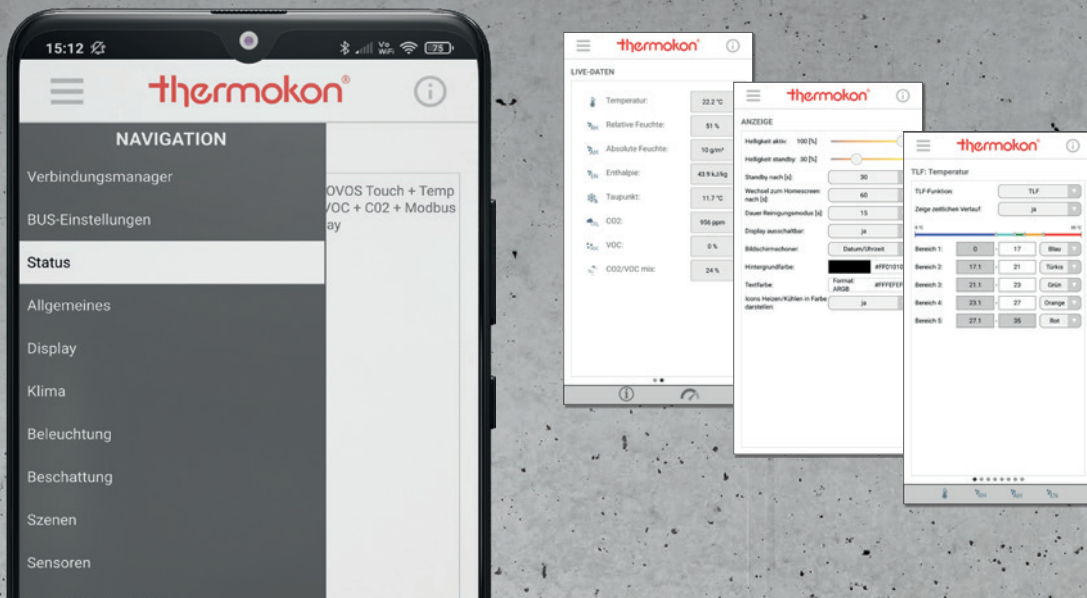 15:12
Vo
WiFi
75
thermokon®
NAVIGATION
Verbindungsmanager
BUS-Einstellungen
Status
Allgemeines
Display
Klima
Beleuchtung
Beschattung
Szenen
Sensoren
OVOS Touch + Temp
VOC + C02 + Modbus
ay
thermokon®
LIVE-DATEN
Temperatur: 22.2 °C
Relative Feuchte: 51 %
Absolute Feuchte: 10 g/m³
Enthalpie: 43.9 kJ/kg
Taupunkt: 11.7 °C
CO2: 956 ppm
VOC: 0 %
CO2/VOC mix: 24 %
thermokon®
ANZEIGE
Helligkeit aktiv: 100 [%]
Helligkeit standby 30 [%]
Standby nach [s]: 30
Wechsel zum Homescreen
nach [s] 60
Dauer Reinigungsmodus [s] 15
Display ausschaltbar: ja
Bildschirmschoner: Datum/Uhrzeit
Hintergrundfarbe: #FF01010
Textfarbe: Format: ARGB #FFFEFEF
Icons Heizen/Kühlen in Farbe
darstellen: ja
thermokon®
TLF: Temperatur
TLF-Funktion: TLF
Zeige zeitlichen Verlauf: ja
Bereich 1: 0 - 17 Blau
Bereich 2: 17.1 - 21 Türkis
Bereich 3: 21.1 - 23 Grün
Bereich 4: 23.1 - 27 Orange
Bereich 5: 27.1 - 35 Rot